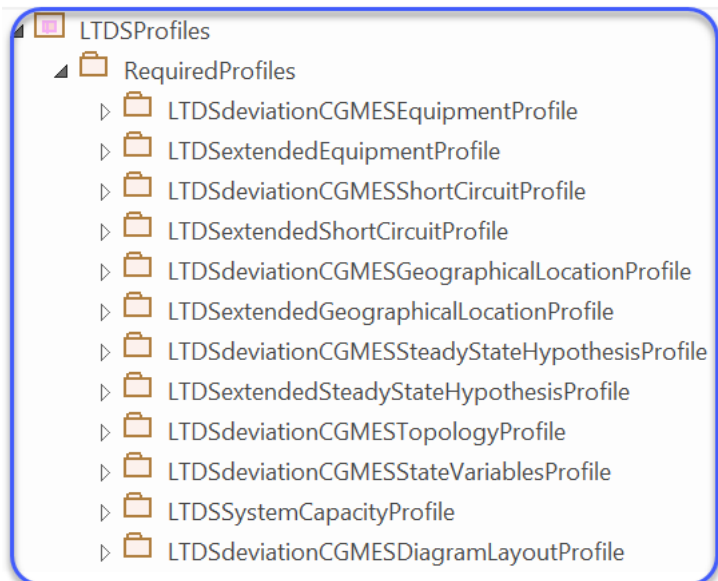 LTDSProfiles
RequiredProfiles
LTDSdeviationCGMESEquipmentProfile
LTDSextendedEquipmentProfile
LTDSdeviationCGMESShortCircuitProfile
LTDSextendedShortCircuitProfile
LTDSdeviationCGMESGeographicalLocationProfile
LTDSextendedGeographicalLocationProfile
LTDSdeviationCGMESSteadyStateHypothesisProfile
LTDSextendedSteadyStateHypothesisProfile
LTDSdeviationCGMESTopologyProfile
LTDSdeviationCGMESStateVariablesProfile
LTDSSystemCapacityProfile
LTDSdeviationCGMESDiagramLayoutProfile